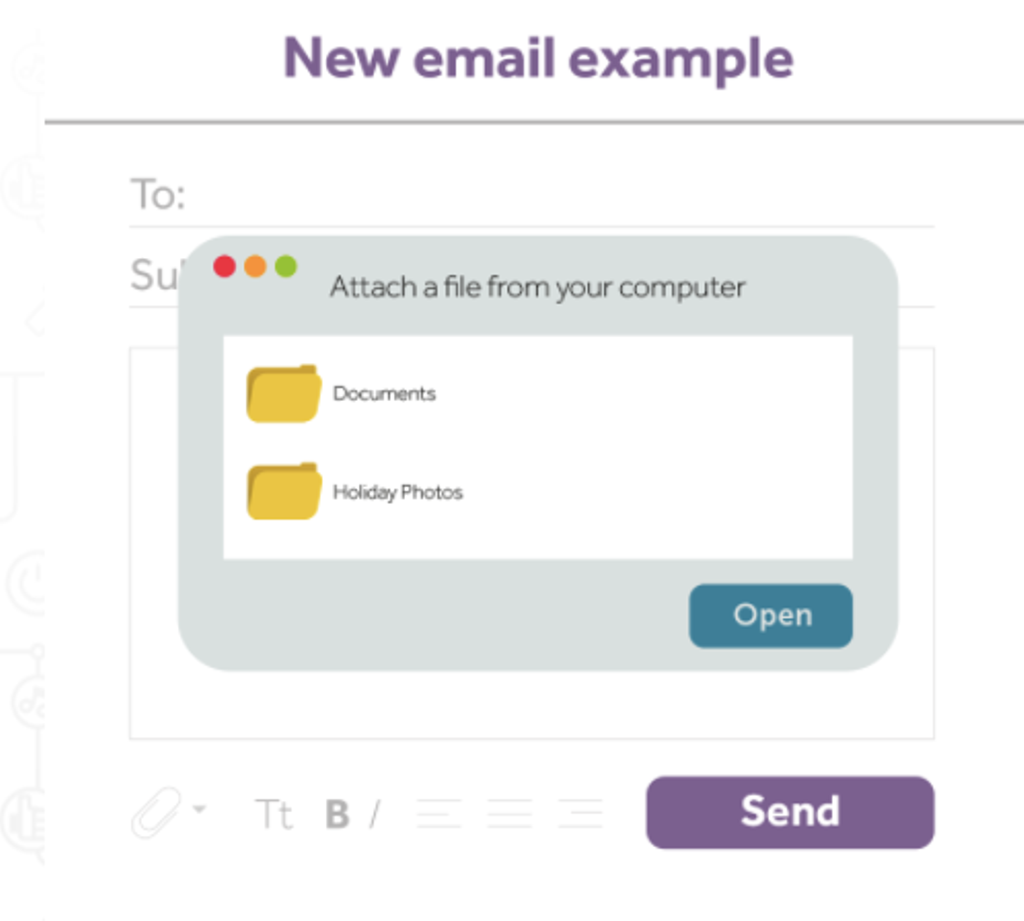 New email example
To:
Su
Attach a file from your computer
Documents
Holiday Photos
Open
Tt B I
Send